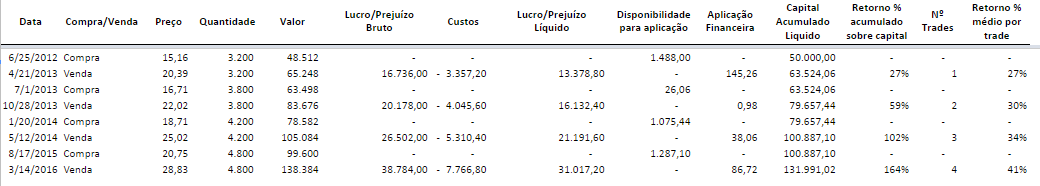 Data Compra/Venda Preço Quantidade Valor Lucro/Prejuízo Bruto Custos Lucro/Prejuízo Líquido Disponibilidade para aplicação Aplicação Financeira Capital Acumulado Liquido Retorno % acumulado sobre capital Nº Trades Retorno % médio por trade
6/25/2012 Compra 15,16 3.200 48.512 - - - 1.488,00 - 50.000,00 - - -
4/21/2013 Venda 20,39 3.200 65.248 16.736,00 - 3.357,20 13.378,80 - 145,26 63.524,06 27% 1 27%
7/1/2013 Compra 16,71 3.800 63.498 - - - 26,06 - 63.524,06 - - -
10/28/2013 Venda 22,02 3.800 83.676 20.178,00 - 4.045,60 16.132,40 - 0,98 79.657,44 59% 2 30%
1/20/2014 Compra 18,71 4.200 78.582 - - - 1.075,44 - 79.657,44 - - -
5/12/2014 Venda 25,02 4.200 105.084 26.502,00 - 5.310,40 21.191,60 - 38,06 100.887,10 102% 3 34%
8/17/2015 Compra 20,75 4.800 99.600 - - - 1.287,10 - 100.887,10 - - -
3/14/2016 Venda 28,83 4.800 138.384 38.784,00 - 7.766,80 31.017,20 - 86,72 131.991,02 164% 4 41%